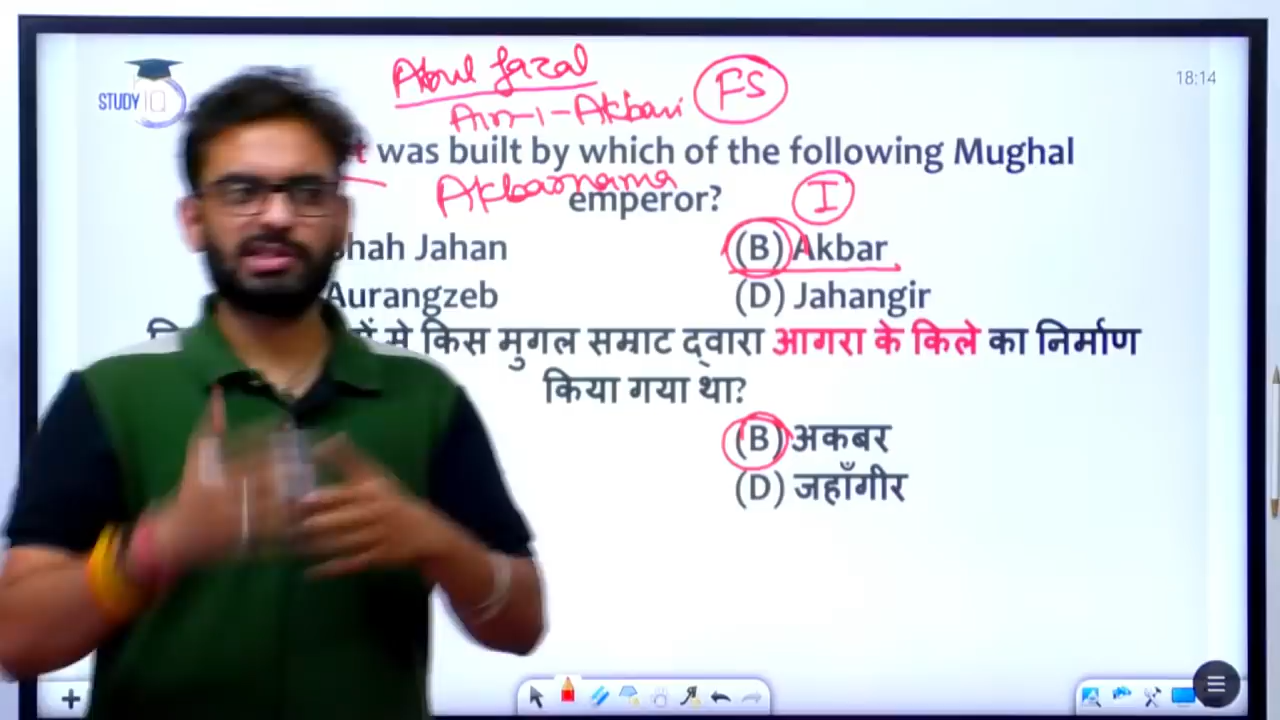 STUDY IQ
18:14
Abul fazal
Ain-i-Akbari
FS
was built by which of the following Mughal
Akbarnama
emperor?
I
Shah Jahan
(B) Akbar
Aurangzeb
(D) Jahangir
में से किस मुगल सम्राट द्वारा आगरा के किले का निर्माण
किया गया था?
(B) अकबर
(D) जहाँगीर